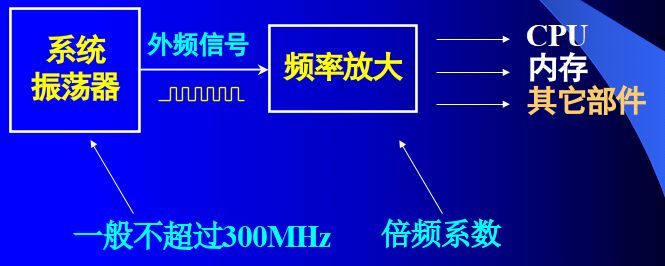 系统
振荡器
外频信号
频率放大
CPU
内存
其它部件
一般不超过300MHz
倍频系数